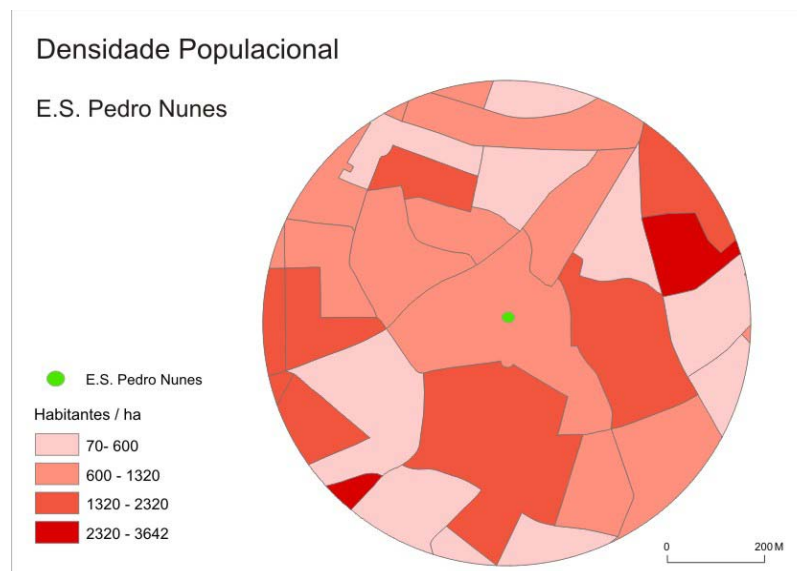 Densidade Populacional
E.S. Pedro Nunes
E.S. Pedro Nunes
Habitantes / ha
70- 600
600 - 1320
1320 - 2320
2320 - 3642
0 200 M